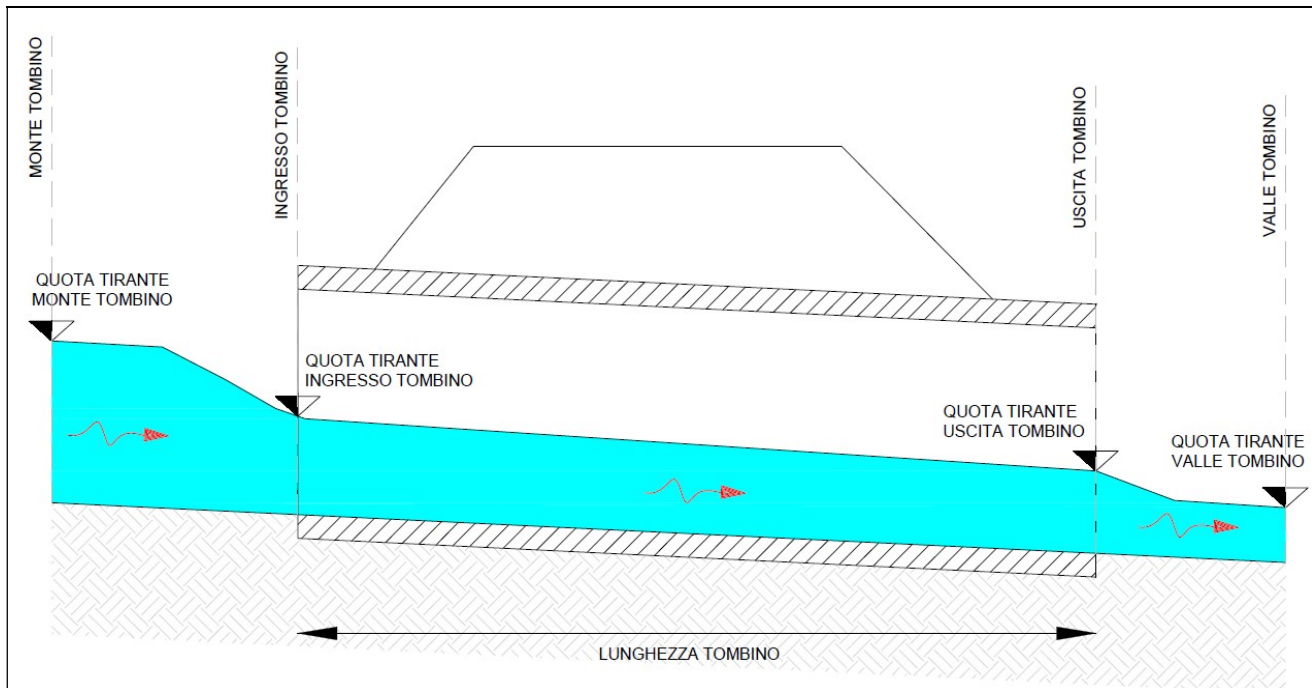 MONTE TOMBINO
INGRESSO TOMBINO
USCITA TOMBINO
VALLE TOMBINO
QUOTA TIRANTE
MONTE TOMBINO
QUOTA TIRANTE
INGRESSO TOMBINO
QUOTA TIRANTE
USCITA TOMBINO
QUOTA TIRANTE
VALLE TOMBINO
LUNGHEZZA TOMBINO